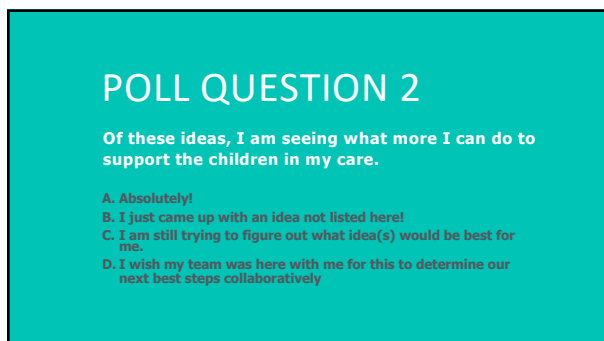 POLL QUESTION 2
Of these ideas, I am seeing what more I can do to
support the children in my care.
A. Absolutely!
B. I just came up with an idea not listed here!
C. I am still trying to figure out what idea(s) would be best for
me.
D. I wish my team was here with me for this to determine our
next best steps collaboratively